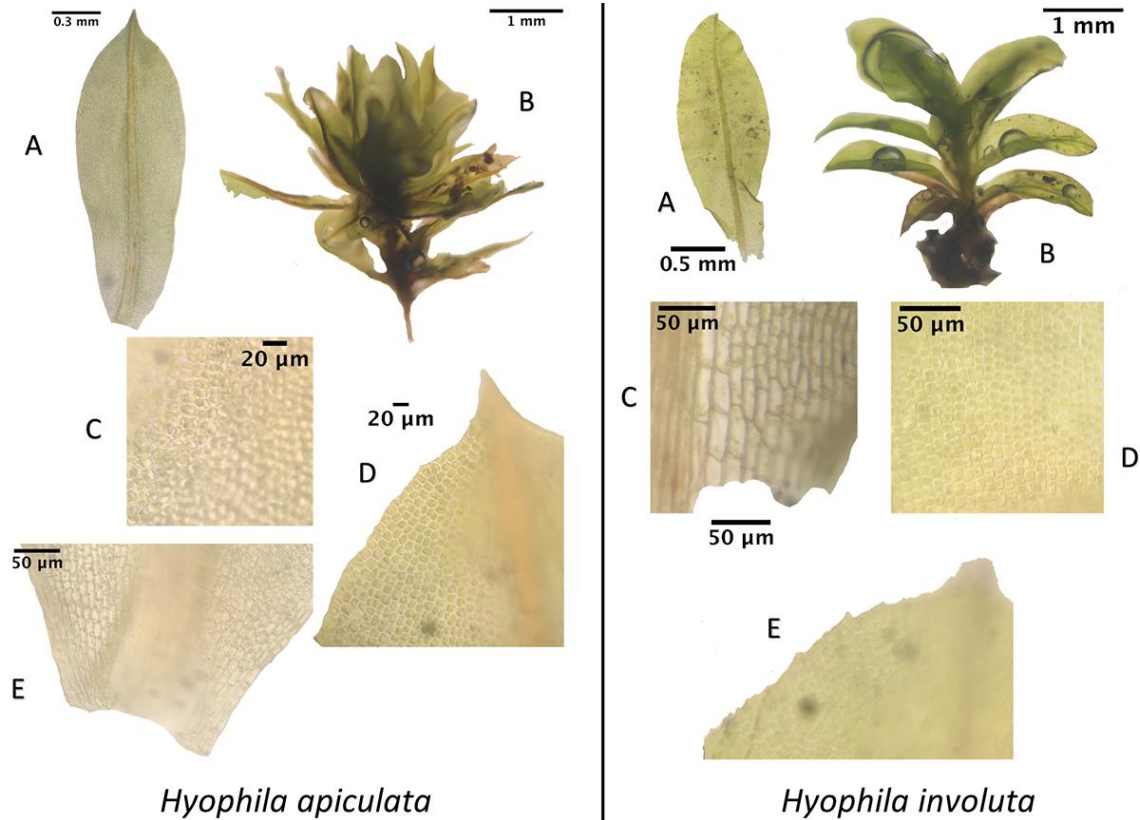 0.3 mm
1 mm
B
A
20 µm
C
20 µm
D
50 µm
E
Hyophila apiculata
1 mm
A
0.5 mm
B
50 µm
50 µm
C
D
50 µm
E
Hyophila involuta